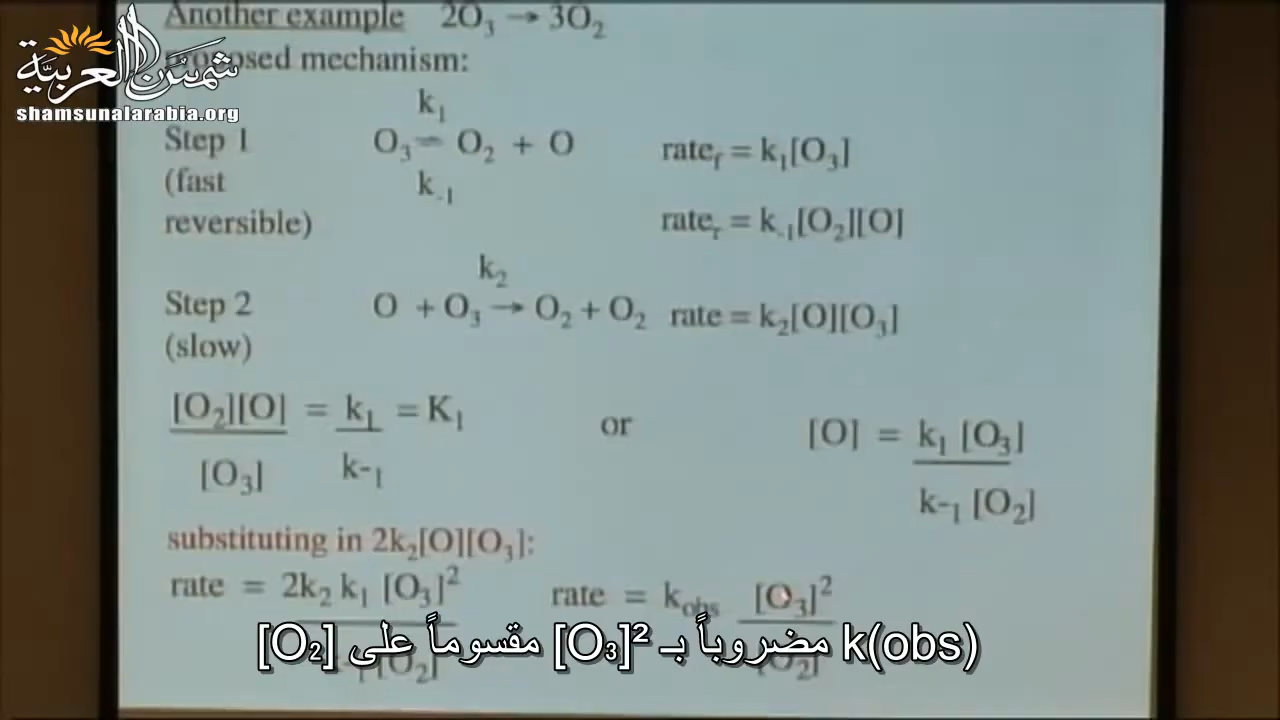 Another example 2O₃ → 3O₂
شمس العربية
shamsunalarabia.org
mechanism:
k₁
Step 1 O₃ ⇌ O₂ + O rate_f = k₁[O₃]
(fast k₋₁
reversible) rate_r = k₋₁[O₂][O]
k₂
Step 2 O + O₃ → O₂ + O₂ rate = k₂[O][O₃]
(slow)
[O₂][O] = k₁ = K₁ or [O] = k₁ [O₃]
[O₃] k-₁ k-₁ [O₂]
substituting in 2k₂[O][O₃]:
rate = 2k₂ k₁ [O₃]² rate = k_obs [O₃]²
k(obs) مضروباً بـ [O₃]² مقسوماً على [O₂]
[O₂] [O₂]